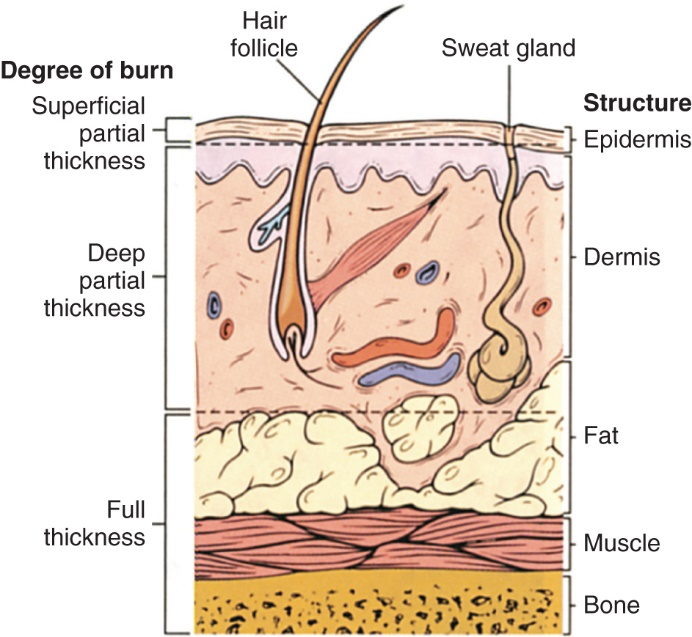 Hair
follicle
Sweat gland
Degree of burn
Superficial
partial
thickness
Deep
partial
thickness
Full
thickness
Structure
Epidermis
Dermis
Fat
Muscle
Bone